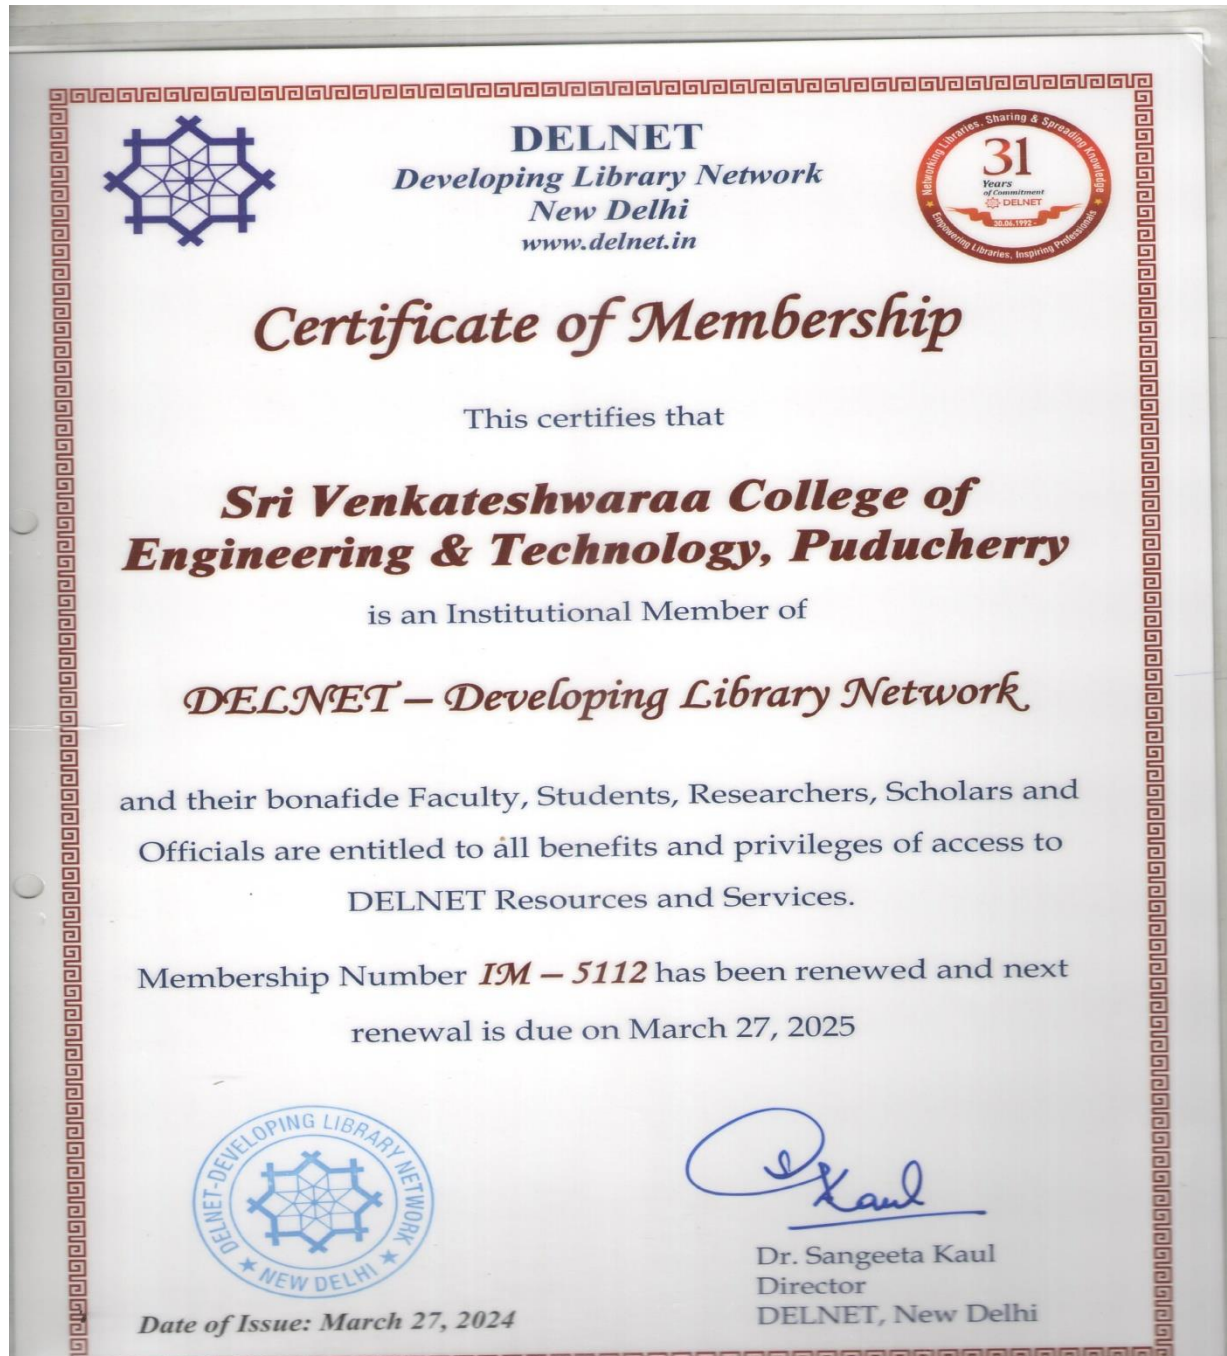 DELNET
Developing Library Network
New Delhi
www.delnet.in
Networking Libraries, Sharing & Spreading Knowledge
31
Years
of Commitment
DELNET
30.06.1992 -
Empowering Libraries, Inspiring Professionals
Certificate of Membership
This certifies that
Sri Venkateshwaraa College of
Engineering & Technology, Puducherry
is an Institutional Member of
DELNET – Developing Library Network
and their bonafide Faculty, Students, Researchers, Scholars and
Officials are entitled to all benefits and privileges of access to
DELNET Resources and Services.
Membership Number IM – 5112 has been renewed and next
renewal is due on March 27, 2025
DELNET-DEVELOPING LIBRARY NETWORK
NEW DELHI
Kaul
Dr. Sangeeta Kaul
Director
DELNET, New Delhi
Date of Issue: March 27, 2024